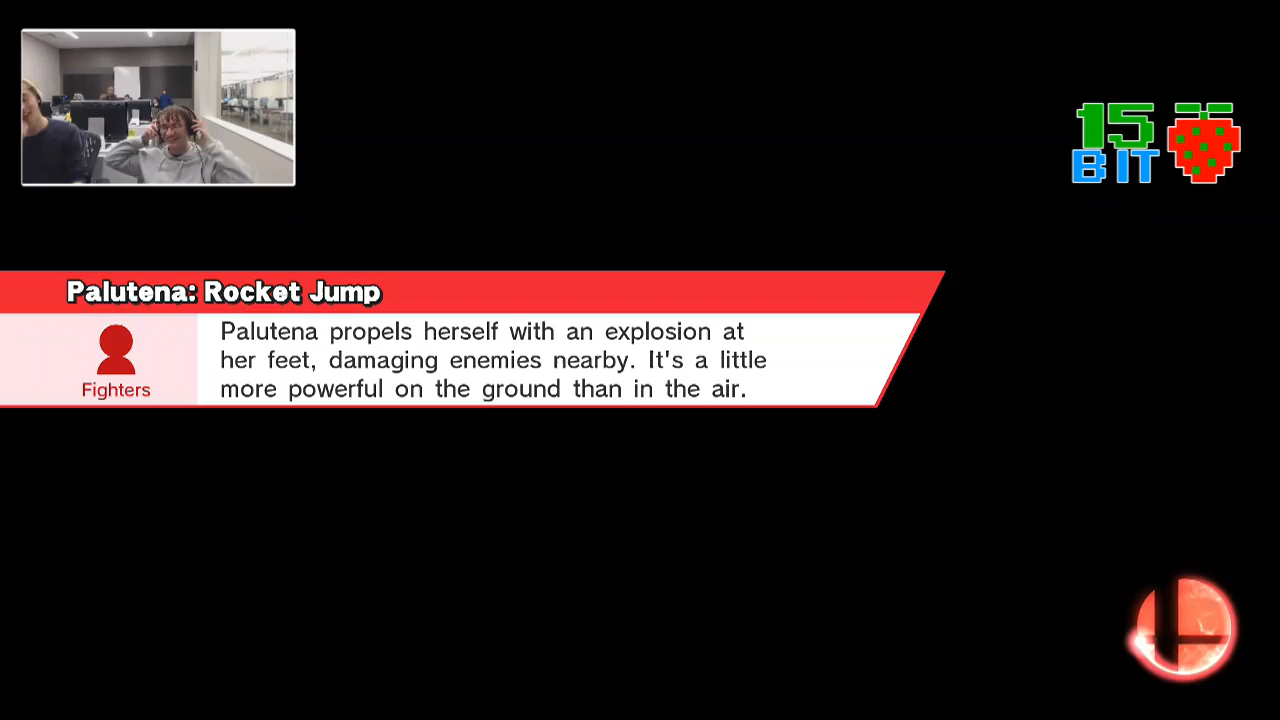 15
BIT
Palutena: Rocket Jump
Palutena propels herself with an explosion at
her feet, damaging enemies nearby. It's a little
more powerful on the ground than in the air.
Fighters